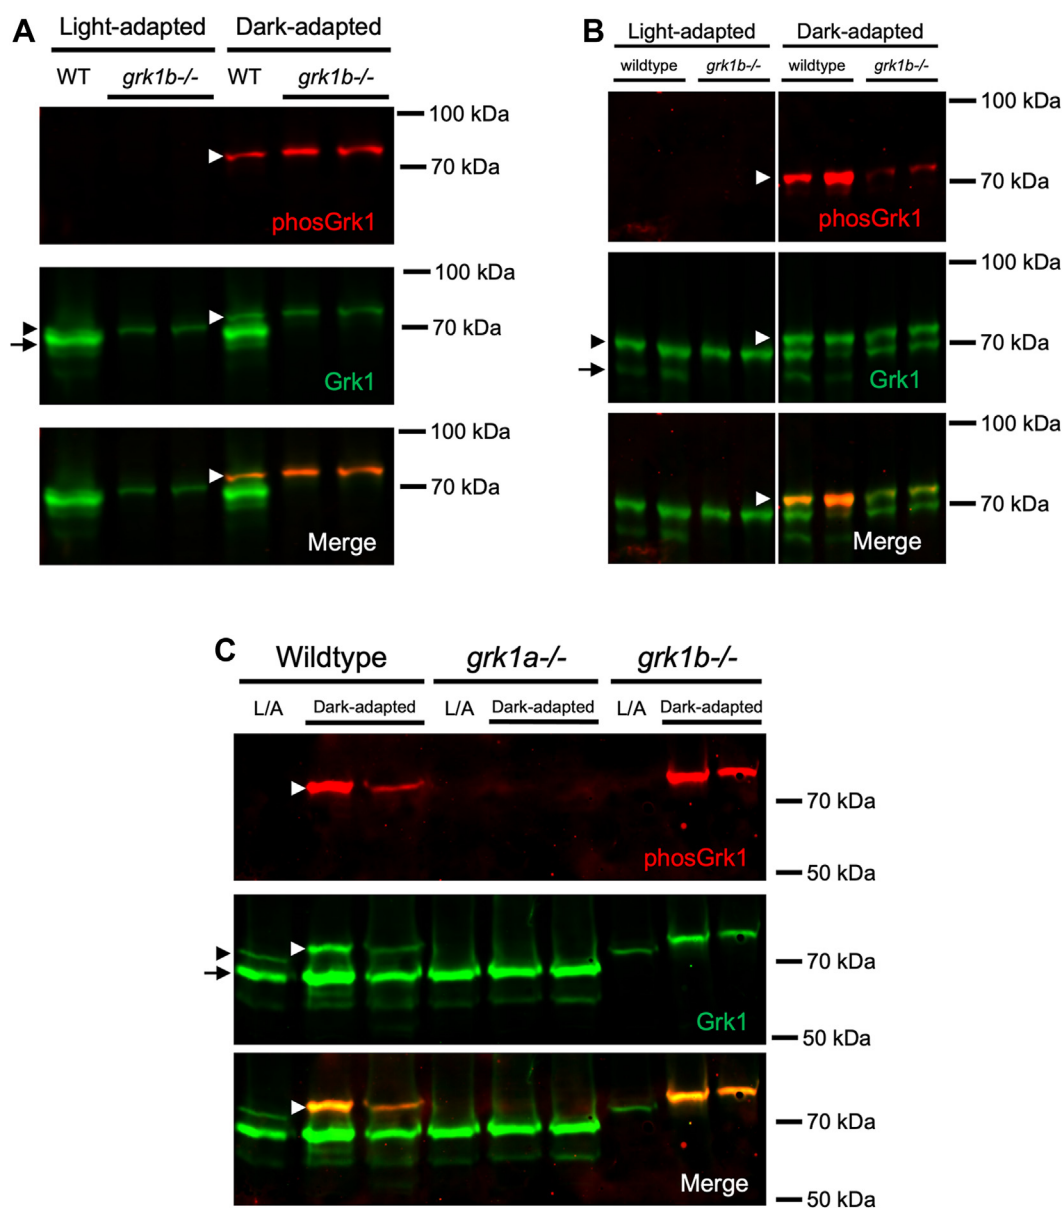 A
Light-adapted Dark-adapted
WT grk1b-/- WT grk1b-/-
100 kDa
70 kDa
phosGrk1
100 kDa
70 kDa
Grk1
100 kDa
70 kDa
Merge
B
Light-adapted Dark-adapted
wildtype grk1b-/- wildtype grk1b-/-
100 kDa
70 kDa
phosGrk1
100 kDa
70 kDa
Grk1
100 kDa
70 kDa
Merge
C
Wildtype grk1a-/- grk1b-/-
L/A Dark-adapted L/A Dark-adapted L/A Dark-adapted
70 kDa
phosGrk1
50 kDa
70 kDa
Grk1
50 kDa
70 kDa
Merge
50 kDa